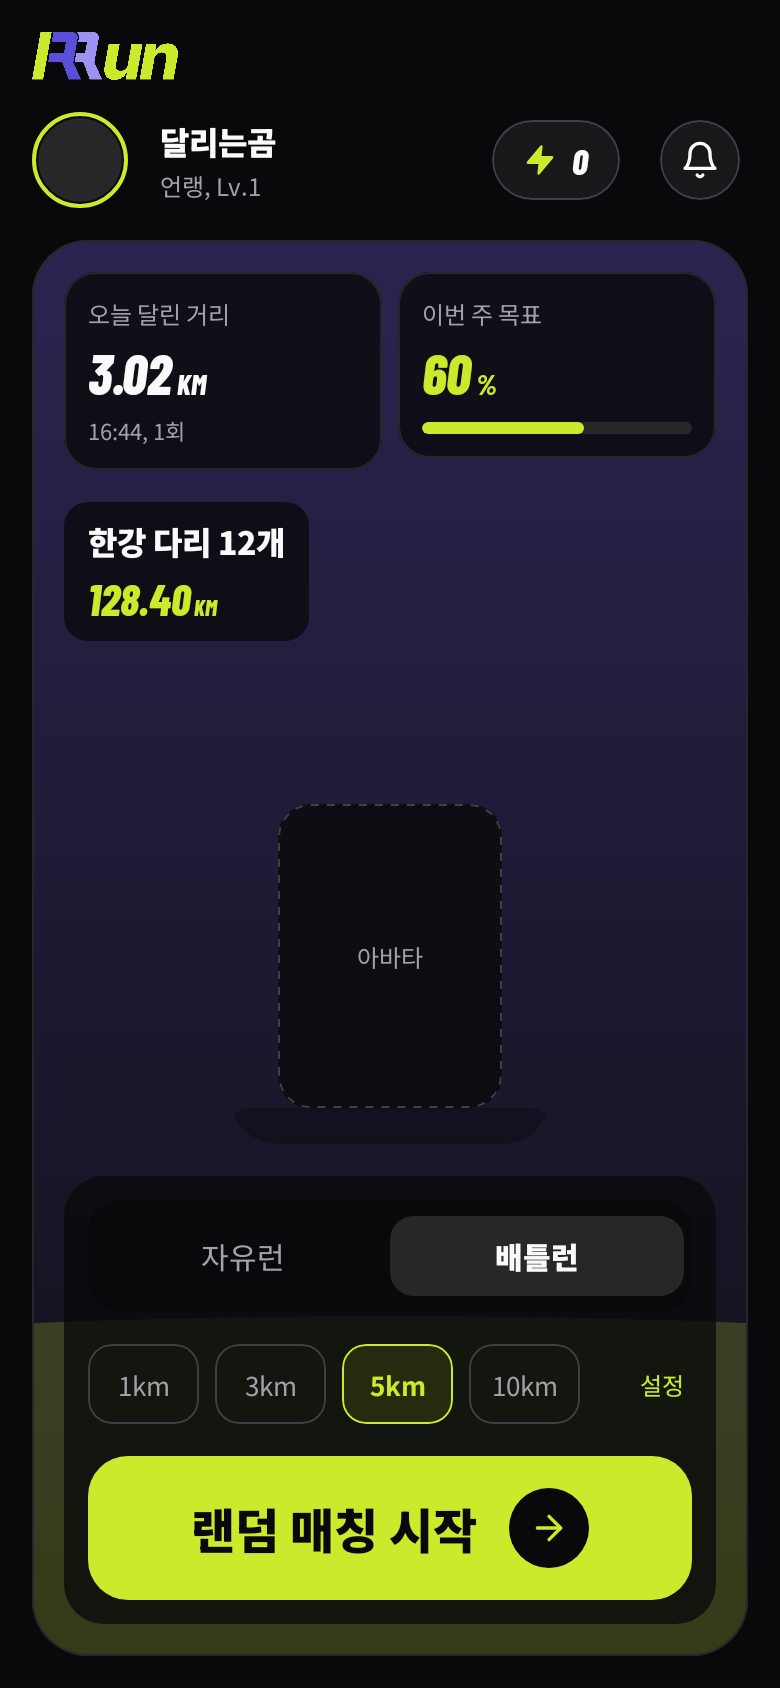 RRun
달리는곰
언랭, Lv.1
0
오늘 달린 거리
3.02 KM
16:44, 1회
이번 주 목표
60 %
한강 다리 12개
128.40 KM
아바타
자유런
배틀런
1km
3km
5km
10km
설정
랜덤 매칭 시작